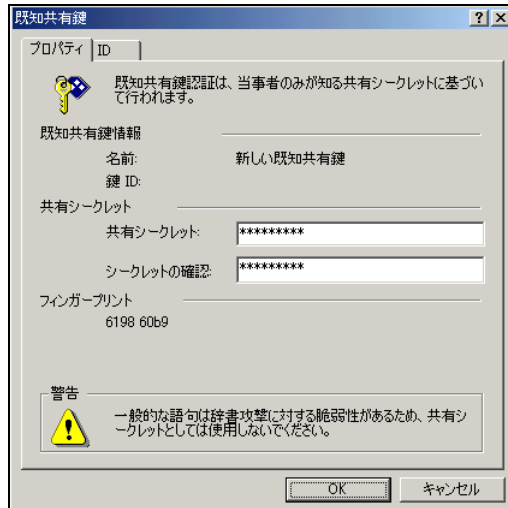 既知共有鍵
プロパティ ID
既知共有鍵認証は、当事者のみが知る共有シークレットに基づい
て行われます。
既知共有鍵情報
名前: 新しい既知共有鍵
鍵 ID:
共有シークレット
共有シークレット: *********
シークレットの確認: *********
フィンガープリント
6198 60b9
警告
一般的な語句は辞書攻撃に対する脆弱性があるため、共有シ
ークレットとしては使用しないでください。
OK キャンセル